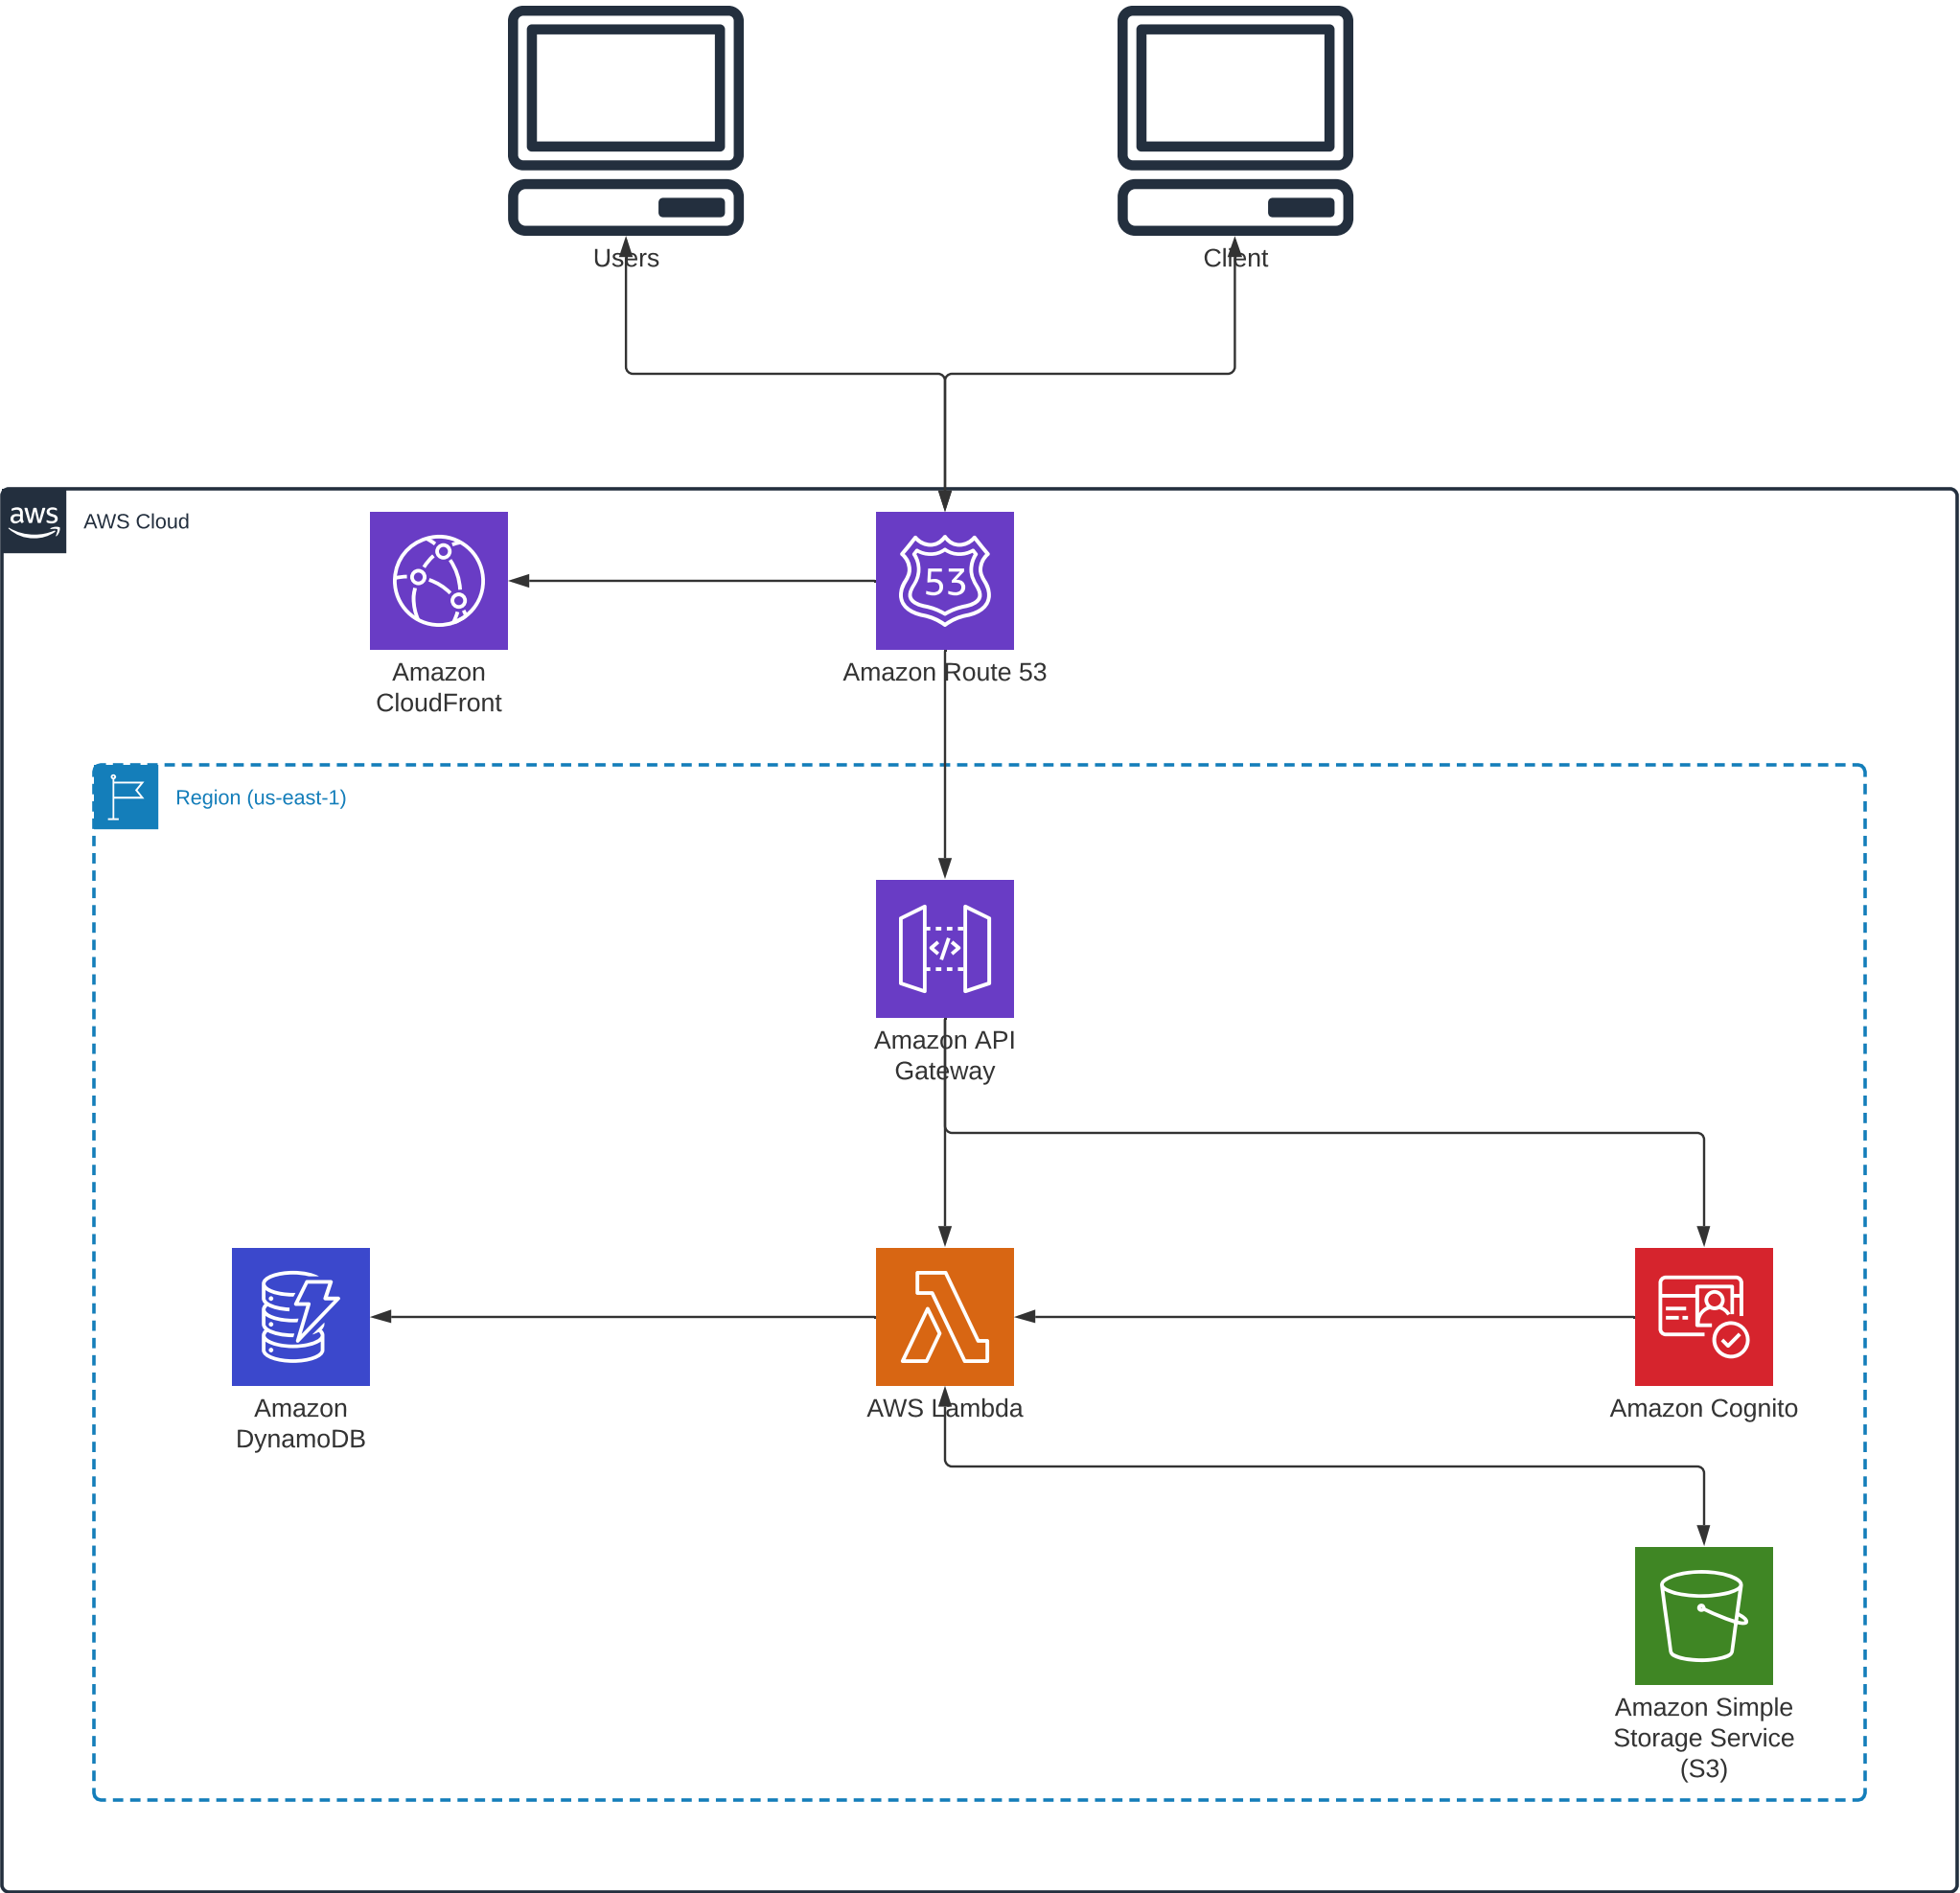 Users
Client
aws
AWS Cloud
Amazon
CloudFront
53
Amazon Route 53
Region (us-east-1)
</>
Amazon API
Gateway
Amazon
DynamoDB
AWS Lambda
Amazon Cognito
Amazon Simple
Storage Service
(S3)